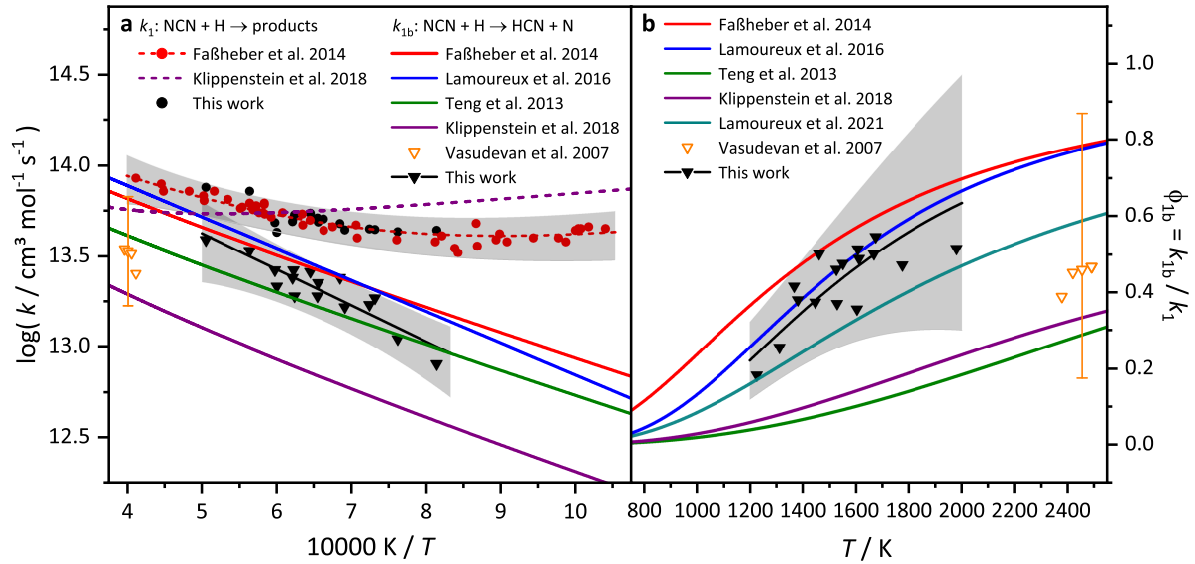 a
k₁: NCN + H → products
Faßheber et al. 2014
Klippenstein et al. 2018
This work
k₁b: NCN + H → HCN + N
Faßheber et al. 2014
Lamoureux et al. 2016
Teng et al. 2013
Klippenstein et al. 2018
Vasudevan et al. 2007
This work
log( k / cm³ mol⁻¹ s⁻¹ )
14.5
14.0
13.5
13.0
12.5
4 5 6 7 8 9 10
10000 K / T
b
Faßheber et al. 2014
Lamoureux et al. 2016
Teng et al. 2013
Klippenstein et al. 2018
Lamoureux et al. 2021
Vasudevan et al. 2007
This work
1.0
0.8
0.6
0.4
0.2
0.0
ϕ₁b = k₁b / k₁
800 1000 1200 1400 1600 1800 2000 2200 2400
T / K